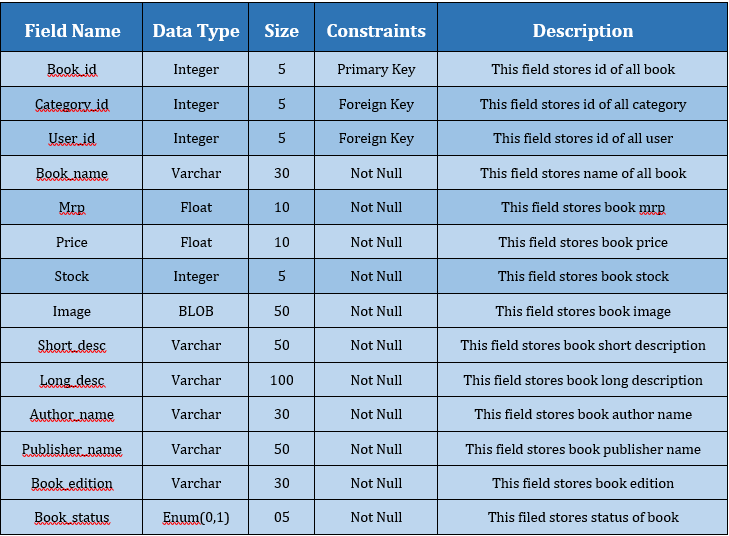 Field Name Data Type Size Constraints Description
Book_id Integer 5 Primary Key This field stores id of all book
Category_id Integer 5 Foreign Key This field stores id of all category
User_id Integer 5 Foreign Key This field stores id of all user
Book_name Varchar 30 Not Null This field stores name of all book
Mrp Float 10 Not Null This field stores book mrp
Price Float 10 Not Null This field stores book price
Stock Integer 5 Not Null This field stores book stock
Image BLOB 50 Not Null This field stores book image
Short_desc Varchar 50 Not Null This field stores book short description
Long_desc Varchar 100 Not Null This field stores book long description
Author_name Varchar 30 Not Null This field stores book author name
Publisher_name Varchar 50 Not Null This field stores book publisher name
Book_edition Varchar 30 Not Null This field stores book edition
Book_status Enum(0,1) 05 Not Null This filed stores status of book